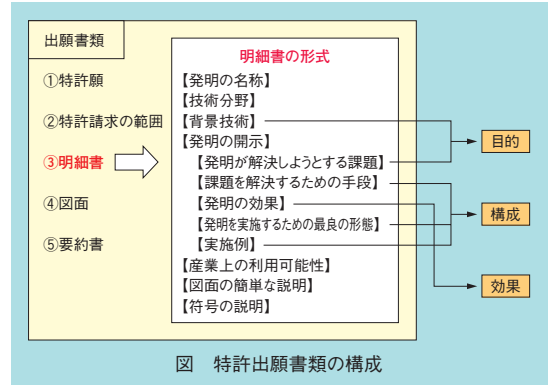 出願書類
①特許願
②特許請求の範囲
③明細書
④図面
⑤要約書
明細書の形式
【発明の名称】
【技術分野】
【背景技術】
【発明の開示】
【発明が解決しようとする課題】
【課題を解決するための手段】
【発明の効果】
【発明を実施するための最良の形態】
【実施例】
【産業上の利用可能性】
【図面の簡単な説明】
【符号の説明】
目的
構成
効果
図 特許出願書類の構成